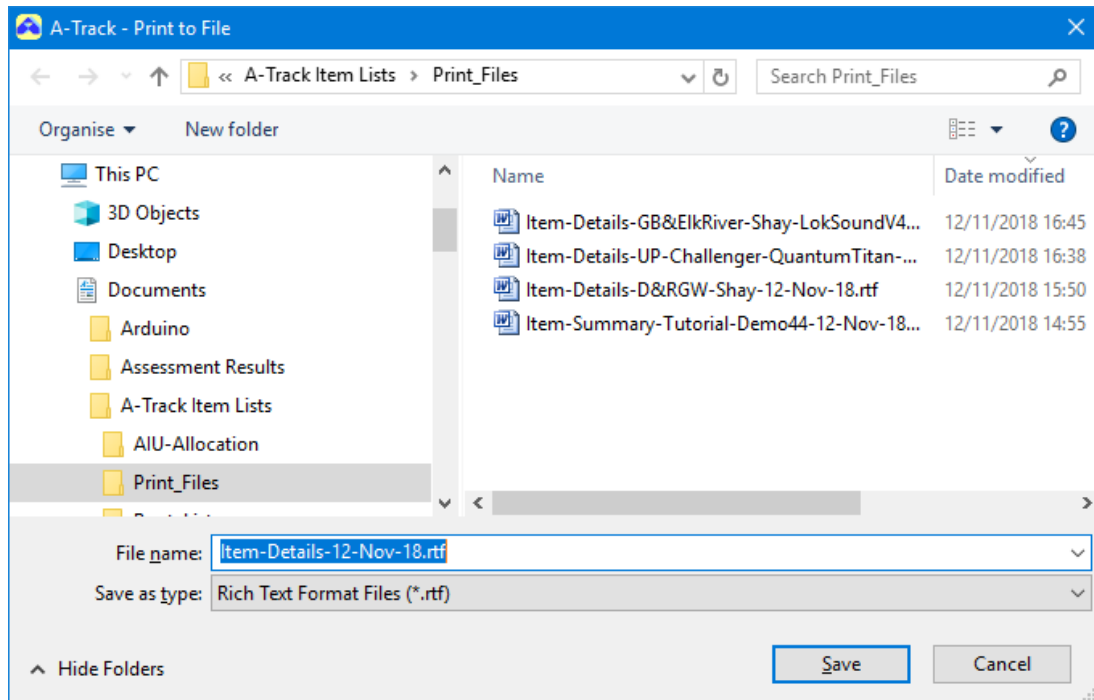 A-Track - Print to File
« A-Track Item Lists › Print_Files
Search Print_Files
Organise
New folder
This PC
3D Objects
Desktop
Documents
Arduino
Assessment Results
A-Track Item Lists
AIU-Allocation
Print_Files
Name Date modified
Item-Details-GB&ElkRiver-Shay-LokSoundV4... 12/11/2018 16:45
Item-Details-UP-Challenger-QuantumTitan-... 12/11/2018 16:38
Item-Details-D&RGW-Shay-12-Nov-18.rtf 12/11/2018 15:50
Item-Summary-Tutorial-Demo44-12-Nov-18... 12/11/2018 14:55
File name: Item-Details-12-Nov-18.rtf
Save as type: Rich Text Format Files (*.rtf)
Hide Folders
Save
Cancel